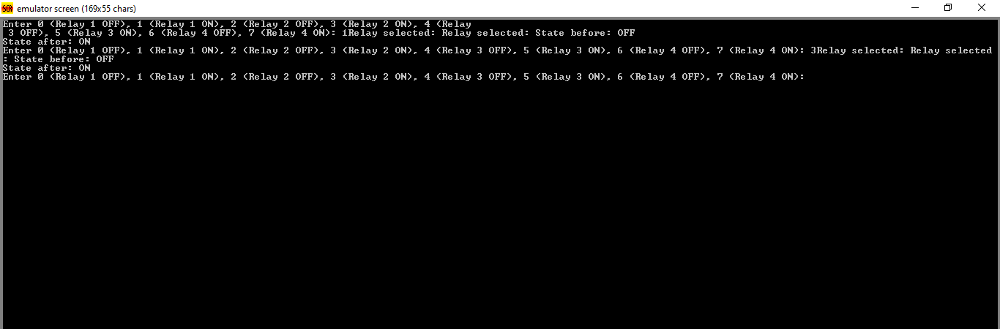 SCR emulator screen (169x55 chars)
Enter 0 (Relay 1 OFF), 1 (Relay 1 ON), 2 (Relay 2 OFF), 3 (Relay 2 ON), 4 (Relay
 3 OFF), 5 (Relay 3 ON), 6 (Relay 4 OFF), 7 (Relay 4 ON): 1Relay selected: Relay selected: State before: OFF
State after: ON
Enter 0 (Relay 1 OFF), 1 (Relay 1 ON), 2 (Relay 2 OFF), 3 (Relay 2 ON), 4 (Relay 3 OFF), 5 (Relay 3 ON), 6 (Relay 4 OFF), 7 (Relay 4 ON): 3Relay selected: Relay selected
: State before: OFF
State after: ON
Enter 0 (Relay 1 OFF), 1 (Relay 1 ON), 2 (Relay 2 OFF), 3 (Relay 2 ON), 4 (Relay 3 OFF), 5 (Relay 3 ON), 6 (Relay 4 OFF), 7 (Relay 4 ON):